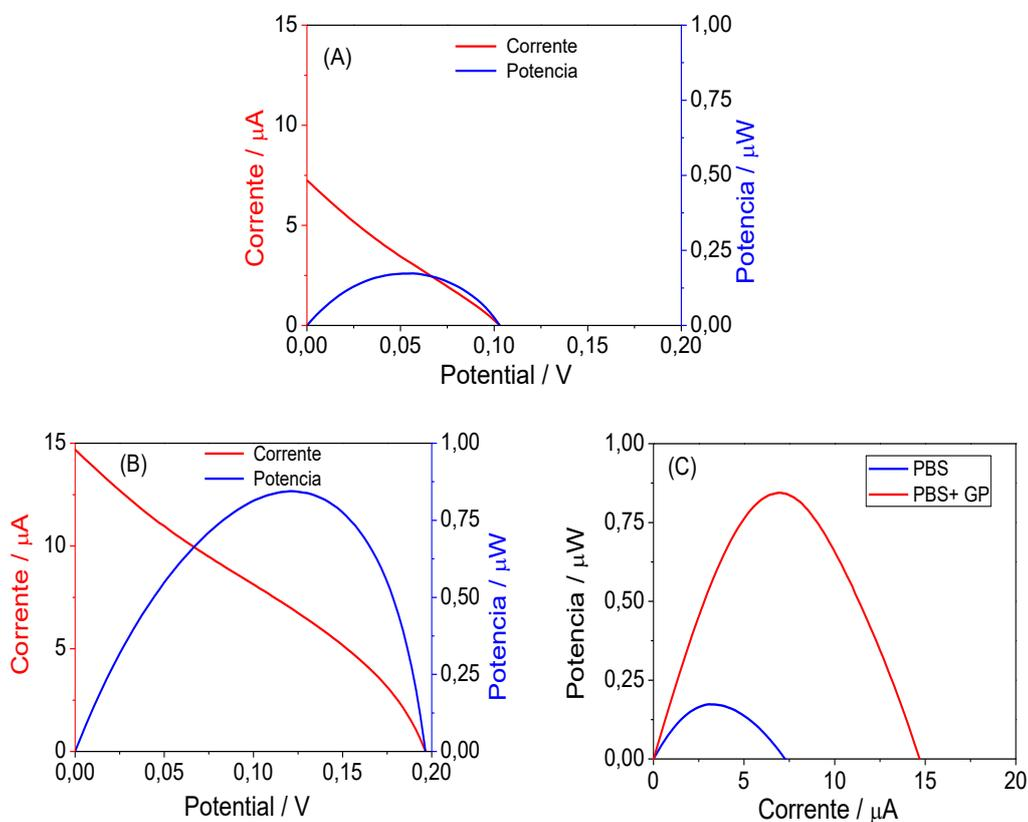 (A)
Corrente
Potencia
15
10
5
0
Corrente / μA
1,00
0,75
0,50
0,25
0,00
Potencia / μW
0,00 0,05 0,10 0,15 0,20
Potential / V
(B)
Corrente
Potencia
15
10
5
0
Corrente / μA
1,00
0,75
0,50
0,25
0,00
Potencia / μW
0,00 0,05 0,10 0,15 0,20
Potential / V
(C)
PBS
PBS+ GP
1,00
0,75
0,50
0,25
0,00
Potencia / μW
0 5 10 15 20
Corrente / μA